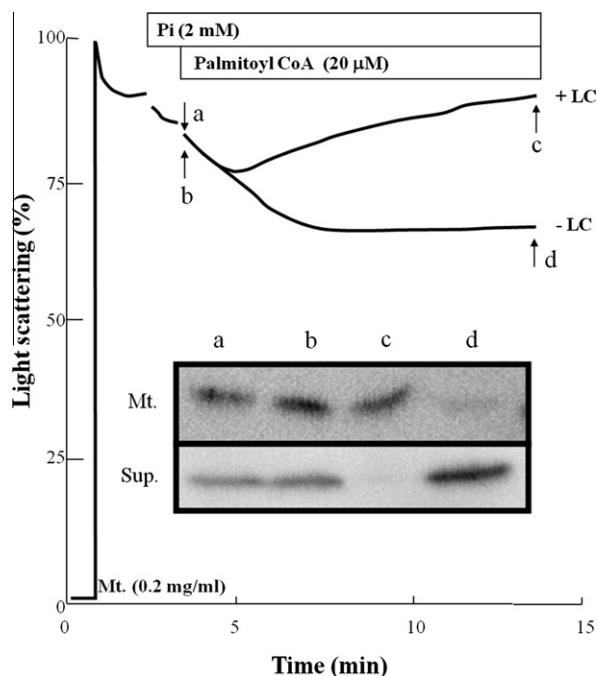 Pi (2 mM)
Palmitoyl CoA (20 μM)
100
75
50
25
0
Light scattering (%)
a
b
+ LC
c
- LC
d
a b c d
Mt.
Sup.
Mt. (0.2 mg/ml)
0 5 10 15
Time (min)